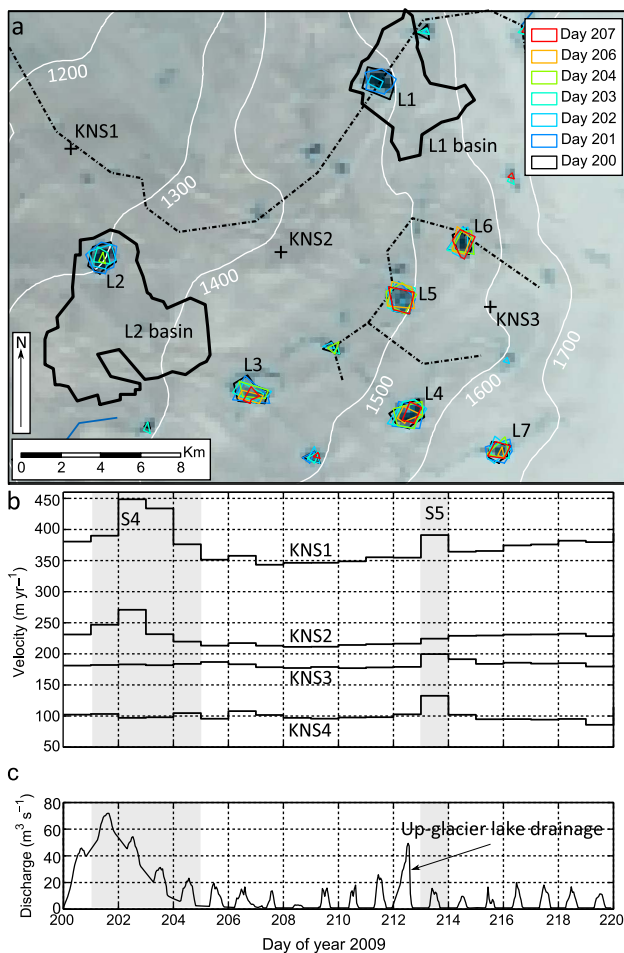 a
Day 207
Day 206
Day 204
Day 203
Day 202
Day 201
Day 200
1200
L1
KNS1
L1 basin
1300
L6
KNS2
L2
1400
L5
KNS3
L2 basin
1700
N
L3
1600
1500
L4
L7
Km
0 2 4 6 8
b
450
S4
S5
400
KNS1
350
300
250
KNS2
200
KNS3
150
100
KNS4
50
Velocity (m yr−1)
c
80
60
Up-glacier lake drainage
40
20
0
Discharge (m3 s−1)
200 202 204 206 208 210 212 214 216 218 220
Day of year 2009